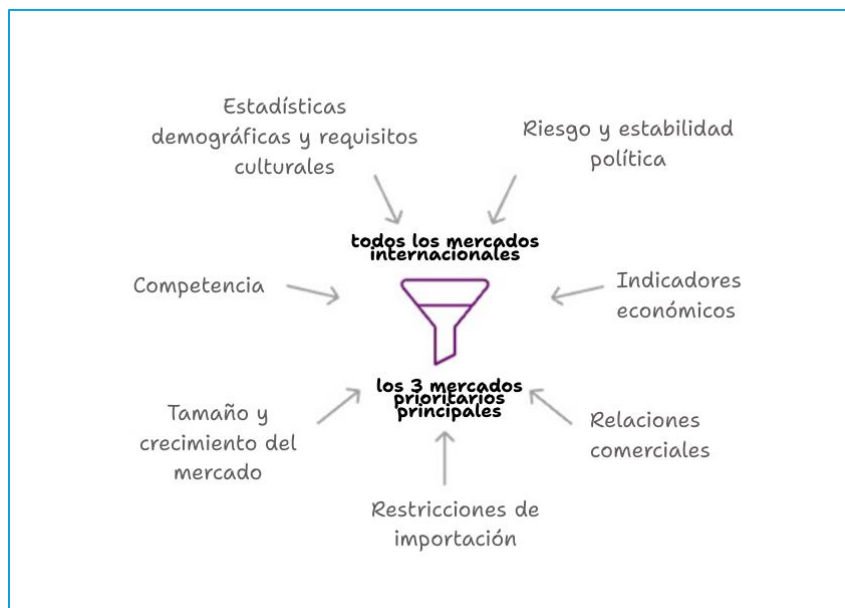 Estadísticas
demográficas y requisitos
culturales
Riesgo y estabilidad
política
todos los mercados
internacionales
Competencia
Indicadores
económicos
los 3 mercados
prioritarios
principales
Tamaño y
crecimiento del
mercado
Relaciones
comerciales
Restricciones de
importación